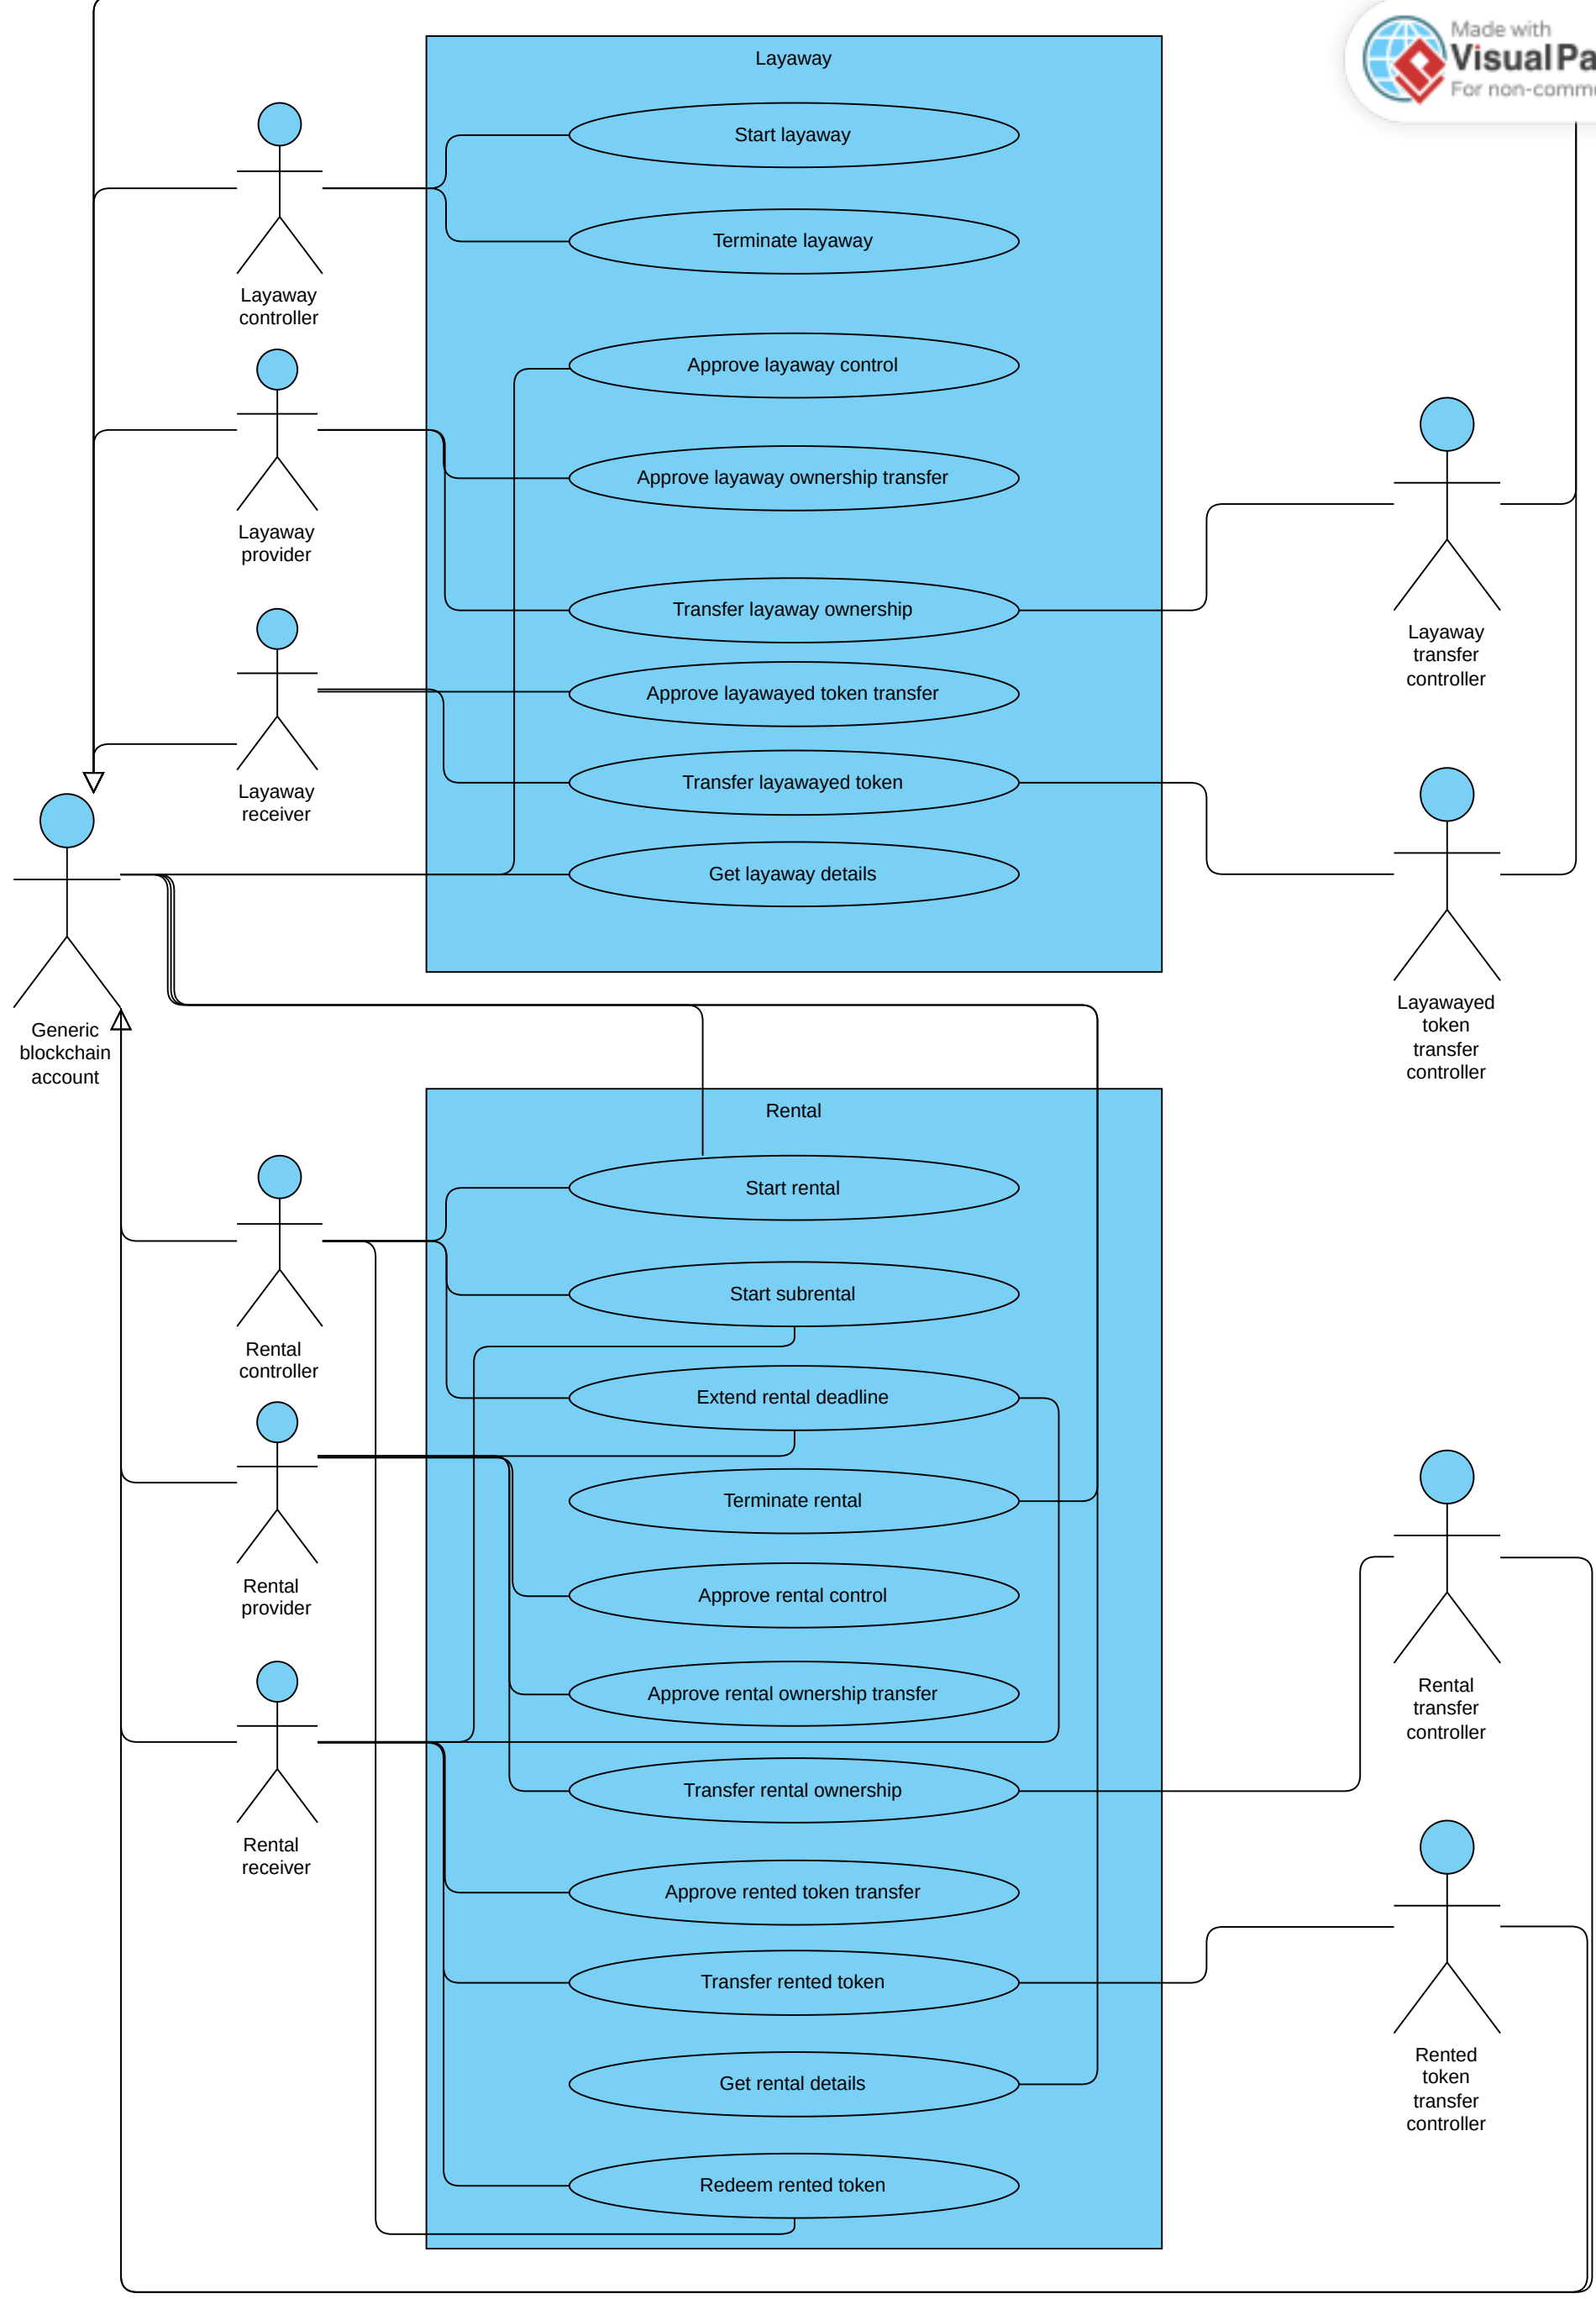 Made with
Visual Pa
For non-comm
Layaway
Start layaway
Terminate layaway
Layaway
controller
Approve layaway control
Approve layaway ownership transfer
Layaway
provider
Transfer layaway ownership
Layaway
transfer
controller
Approve layawayed token transfer
Transfer layawayed token
Layaway
receiver
Get layaway details
Generic
blockchain
account
Layawayed
token
transfer
controller
Rental
Start rental
Start subrental
Rental
controller
Extend rental deadline
Terminate rental
Rental
provider
Approve rental control
Approve rental ownership transfer
Rental
transfer
controller
Transfer rental ownership
Rental
receiver
Approve rented token transfer
Transfer rented token
Rented
token
transfer
controller
Get rental details
Redeem rented token